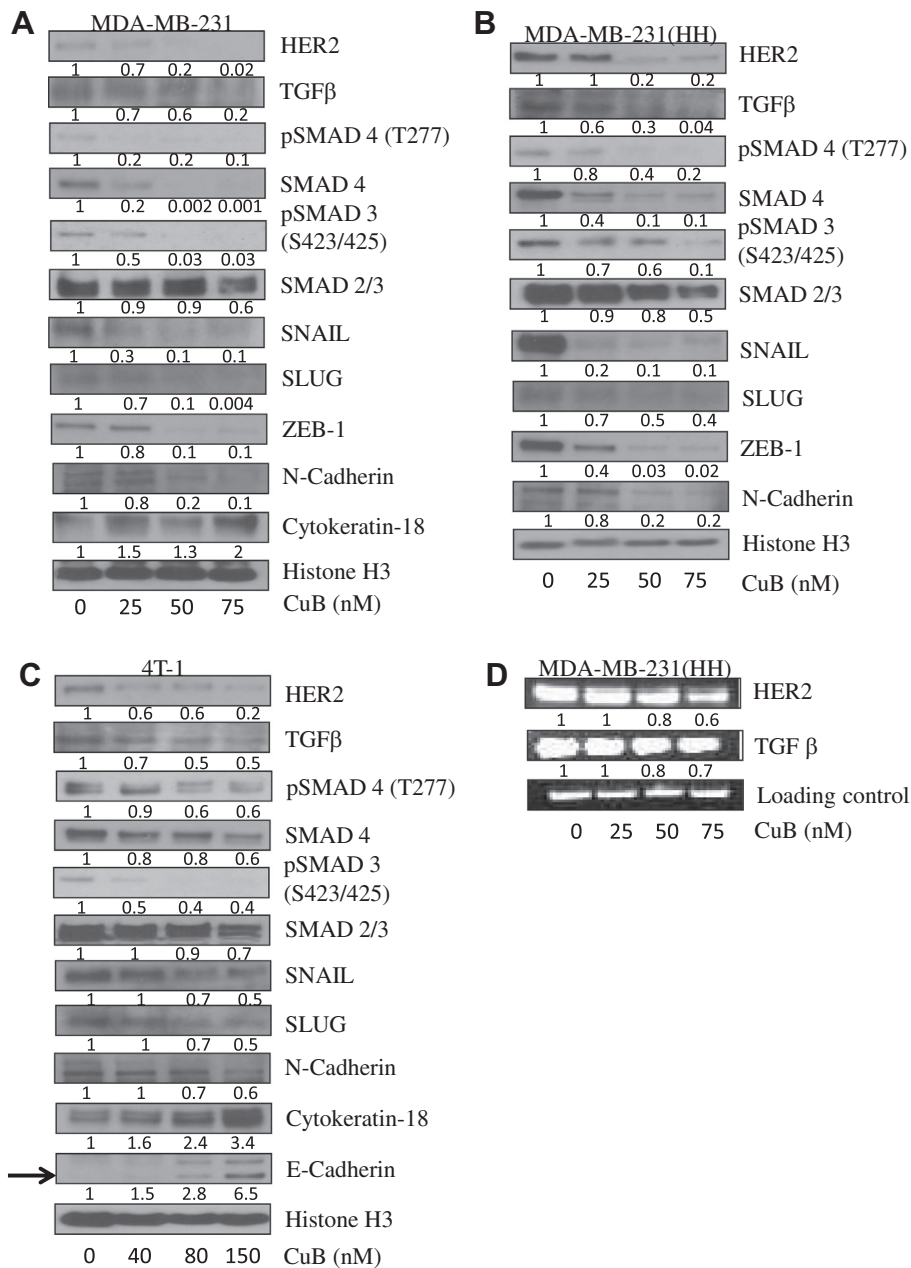 A
MDA-MB-231
HER2
1 0.7 0.2 0.02
TGFβ
1 0.7 0.6 0.2
pSMAD 4 (T277)
1 0.2 0.2 0.1
SMAD 4
1 0.2 0.002 0.001
pSMAD 3
(S423/425)
1 0.5 0.03 0.03
SMAD 2/3
1 0.9 0.9 0.6
SNAIL
1 0.3 0.1 0.1
SLUG
1 0.7 0.1 0.004
ZEB-1
1 0.8 0.1 0.1
N-Cadherin
1 0.8 0.2 0.1
Cytokeratin-18
1 1.5 1.3 2
Histone H3
0 25 50 75 CuB (nM)
B
MDA-MB-231(HH)
HER2
1 1 0.2 0.2
TGFβ
1 0.6 0.3 0.04
pSMAD 4 (T277)
1 0.8 0.4 0.2
SMAD 4
1 0.4 0.1 0.1
pSMAD 3
(S423/425)
1 0.7 0.6 0.1
SMAD 2/3
1 0.9 0.8 0.5
SNAIL
1 0.2 0.1 0.1
SLUG
1 0.7 0.5 0.4
ZEB-1
1 0.4 0.03 0.02
N-Cadherin
1 0.8 0.2 0.2
Histone H3
0 25 50 75 CuB (nM)
C
4T-1
HER2
1 0.6 0.6 0.2
TGFβ
1 0.7 0.5 0.5
pSMAD 4 (T277)
1 0.9 0.6 0.6
SMAD 4
1 0.8 0.8 0.6
pSMAD 3
(S423/425)
1 0.5 0.4 0.4
SMAD 2/3
1 1 0.9 0.7
SNAIL
1 1 0.7 0.5
SLUG
1 1 0.7 0.5
N-Cadherin
1 1 0.7 0.6
Cytokeratin-18
1 1.6 2.4 3.4
E-Cadherin
1 1.5 2.8 6.5
Histone H3
0 40 80 150 CuB (nM)
D
MDA-MB-231(HH)
HER2
1 1 0.8 0.6
TGF β
1 1 0.8 0.7
Loading control
0 25 50 75 CuB (nM)